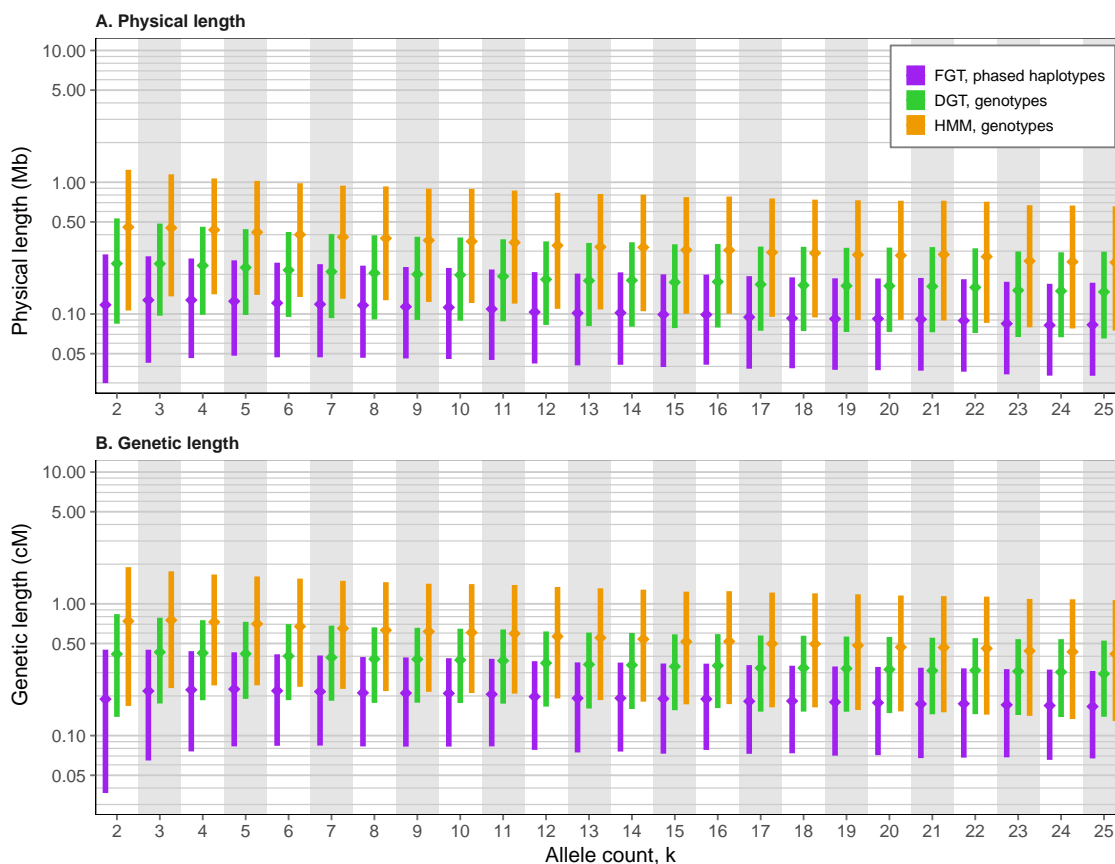 A. Physical length
10.00
5.00
1.00
0.50
0.10
0.05
Physical length (Mb)
FGT, phased haplotypes
DGT, genotypes
HMM, genotypes
2 3 4 5 6 7 8 9 10 11 12 13 14 15 16 17 18 19 20 21 22 23 24 25
B. Genetic length
10.00
5.00
1.00
0.50
0.10
0.05
Genetic length (cM)
2 3 4 5 6 7 8 9 10 11 12 13 14 15 16 17 18 19 20 21 22 23 24 25
Allele count, k